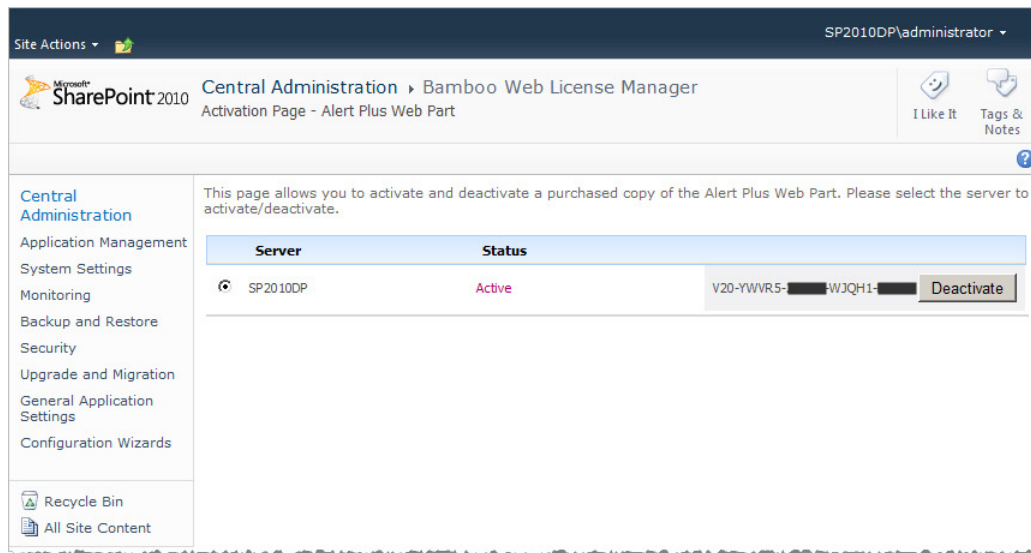 SP2010DP\administrator
Site Actions
Microsoft
SharePoint 2010
Central Administration ▸ Bamboo Web License Manager
Activation Page - Alert Plus Web Part
I Like It
Tags &
Notes
Central
Administration
Application Management
System Settings
Monitoring
Backup and Restore
Security
Upgrade and Migration
General Application
Settings
Configuration Wizards
Recycle Bin
All Site Content
This page allows you to activate and deactivate a purchased copy of the Alert Plus Web Part. Please select the server to
activate/deactivate.
Server Status
SP2010DP Active V20-YWVR5- -WJQH1- Deactivate